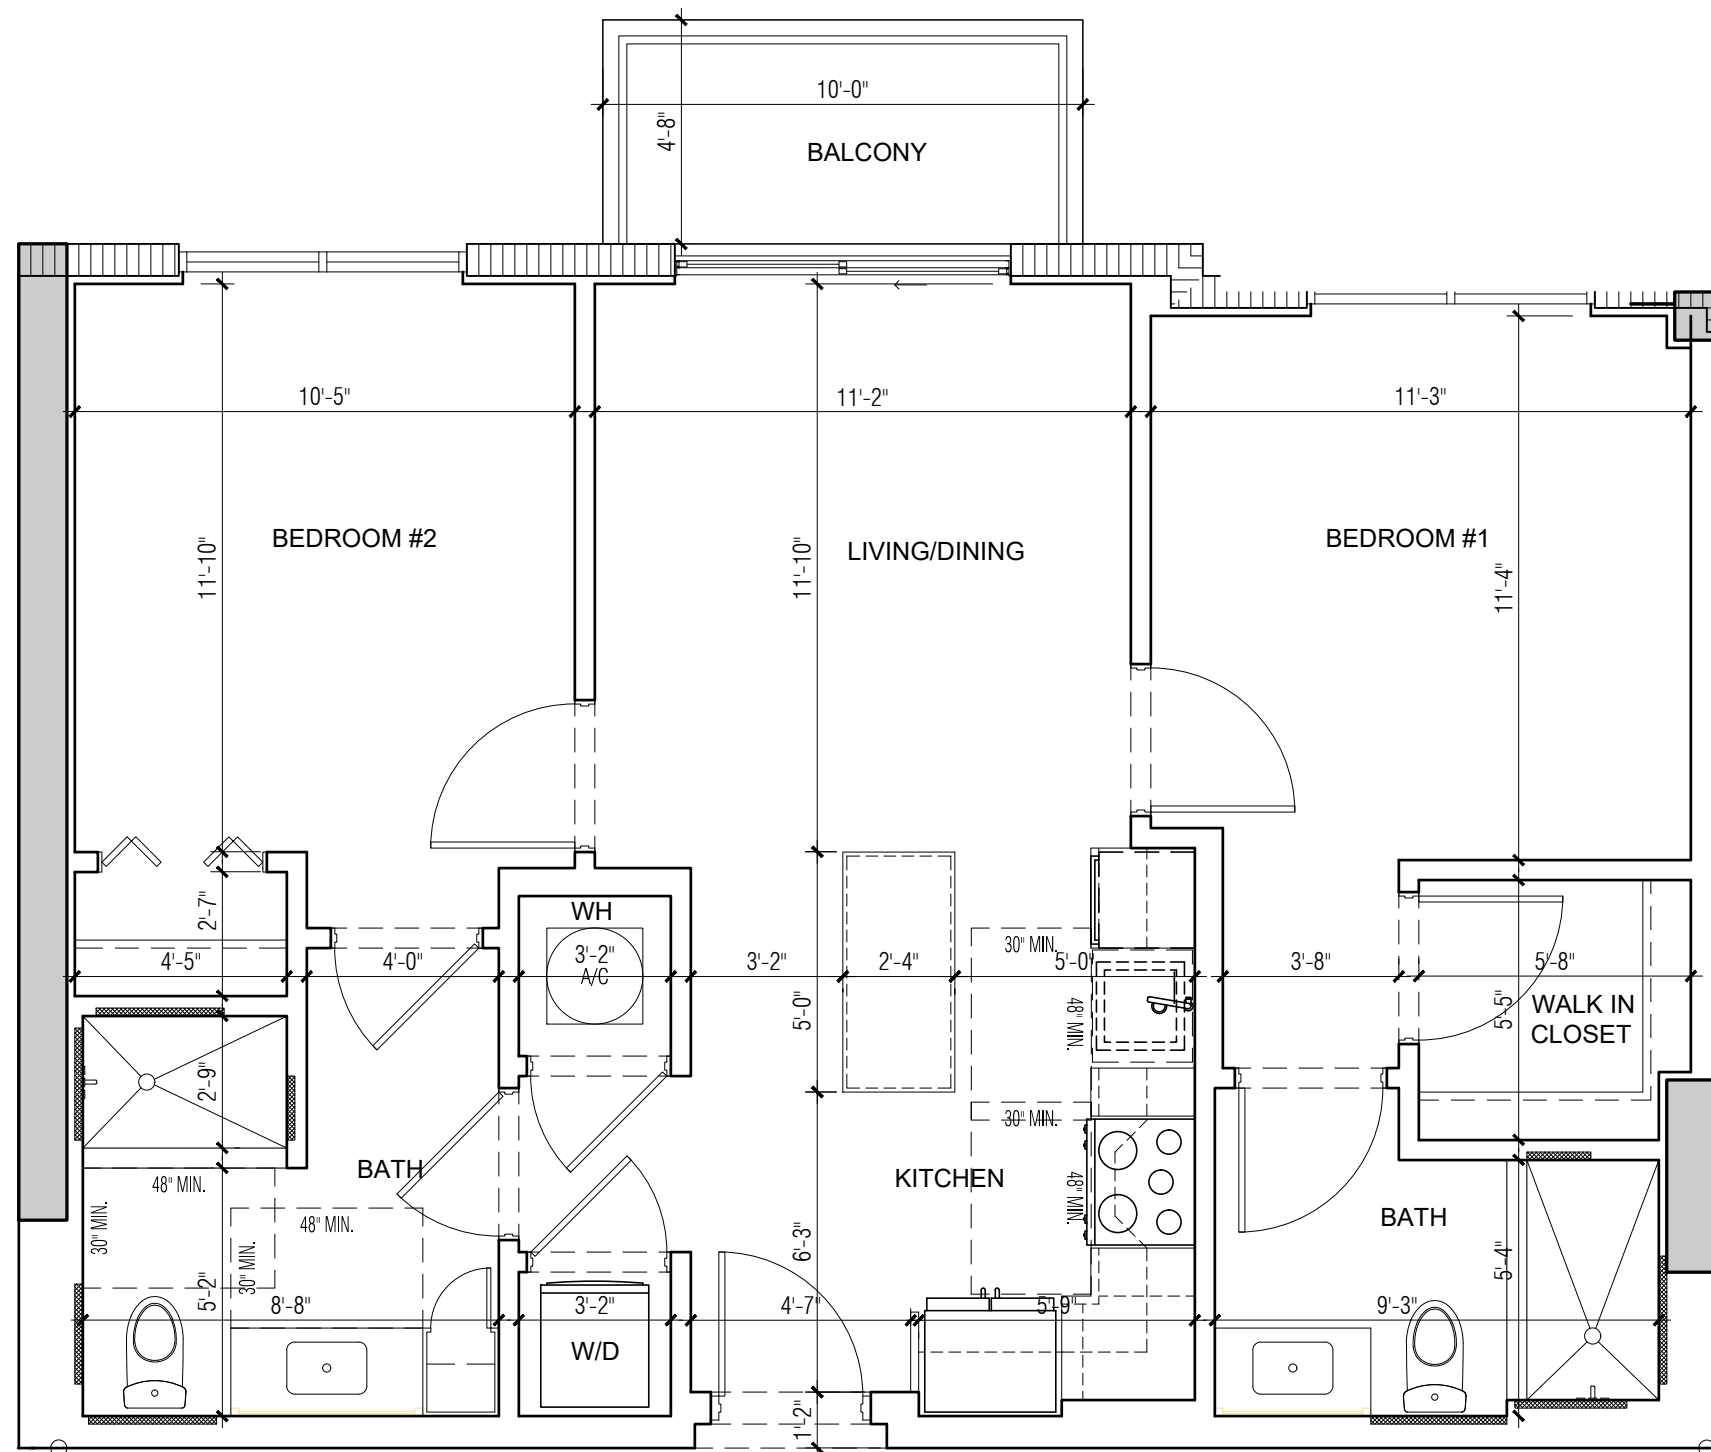 10'-0"
4'-8"
BALCONY
10'-5"
11'-2"
11'-3"
BEDROOM #2
LIVING/DINING
BEDROOM #1
11'-10"
11'-10"
11'-4"
WH
2'-7"
30" MIN.
4'-5"
4'-0"
3'-2"
A/C
3'-2"
2'-4"
5'-0"
3'-8"
5'-8"
5'-0"
48" MIN.
5'-5"
WALK IN
CLOSET
2'-9"
30" MIN.
BATH
KITCHEN
48" MIN.
48" MIN.
BATH
30" MIN.
48" MIN.
6'-3"
5'-4"
30" MIN.
5'-2"
8'-8"
3'-2"
4'-7"
5'-9"
9'-3"
W/D
1'-2"